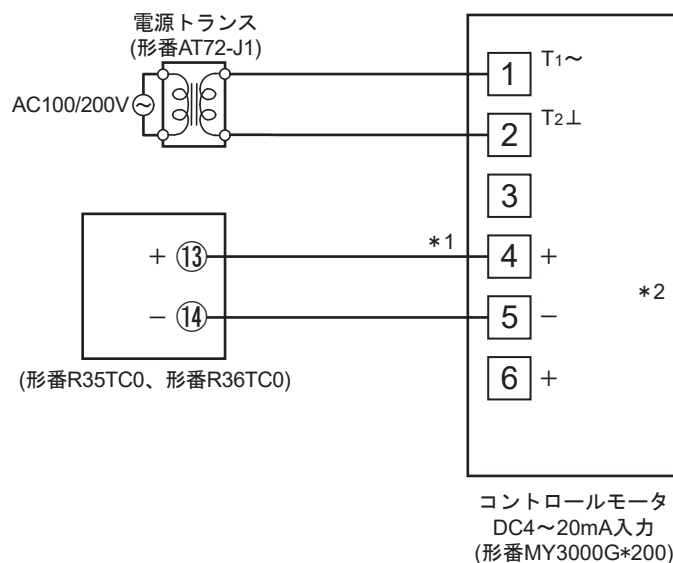 電源トランス
(形番AT72-J1)
AC100/200V
1 T1～
2 T2⊥
3
*1
+ ⑬
4 +
*2
− ⑭
5 −
6 +
(形番R35TC0、形番R36TC0)
コントロールモータ
DC4～20mA入力
(形番MY3000G*200)